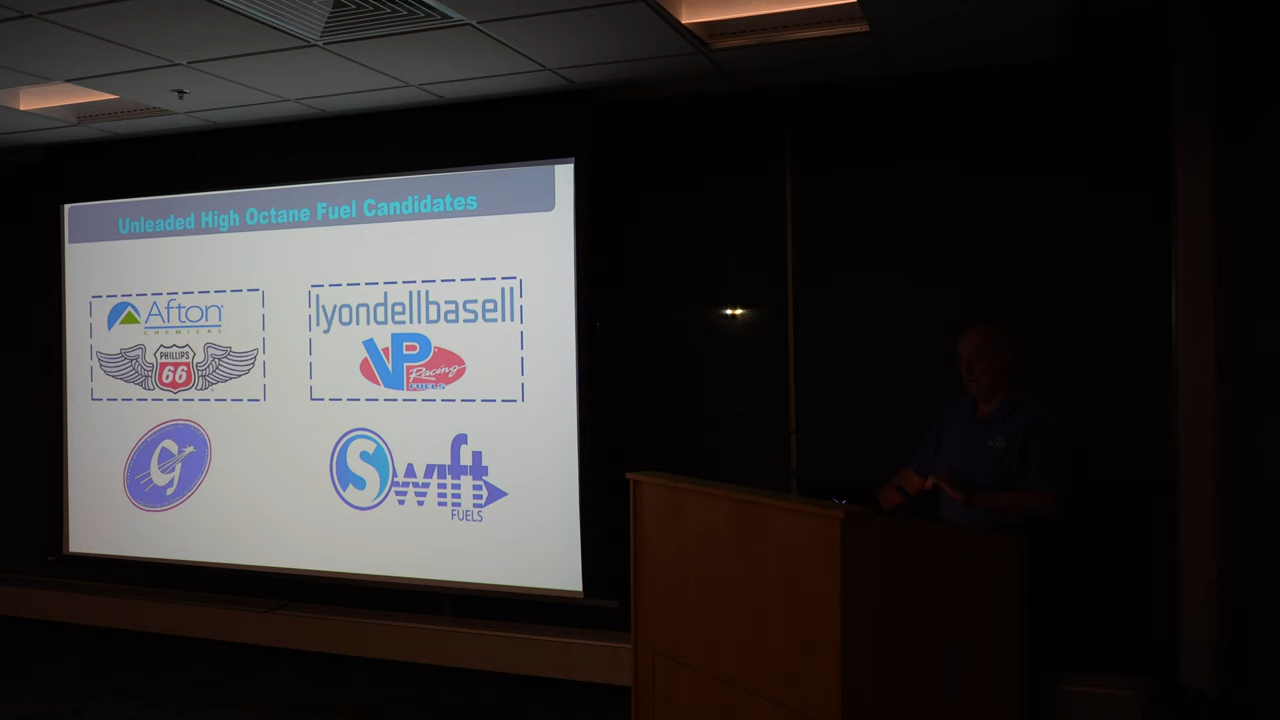 Unleaded High Octane Fuel Candidates
Afton
CHEMICAL
PHILLIPS
66
lyondellbasell
VP
Racing
FUELS
G
Swift
FUELS